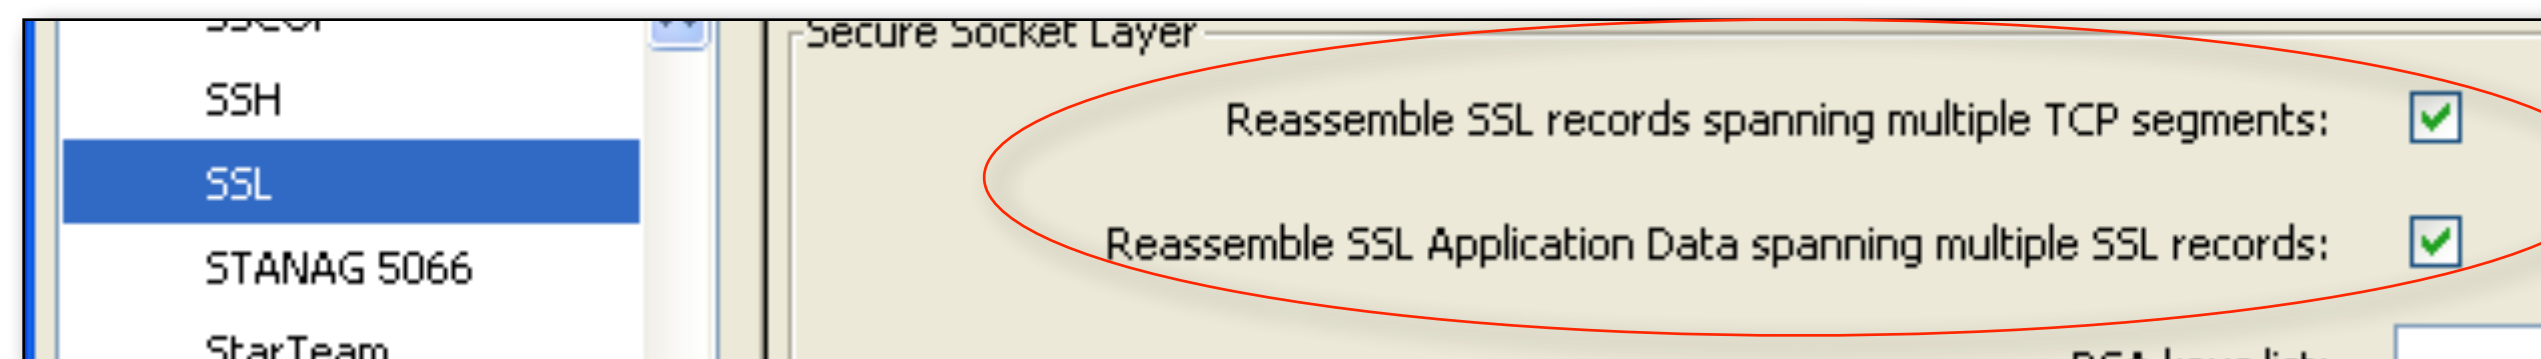 SSH
SSL
STANAG 5066
StarTeam
Secure Socket Layer
Reassemble SSL records spanning multiple TCP segments:
Reassemble SSL Application Data spanning multiple SSL records: